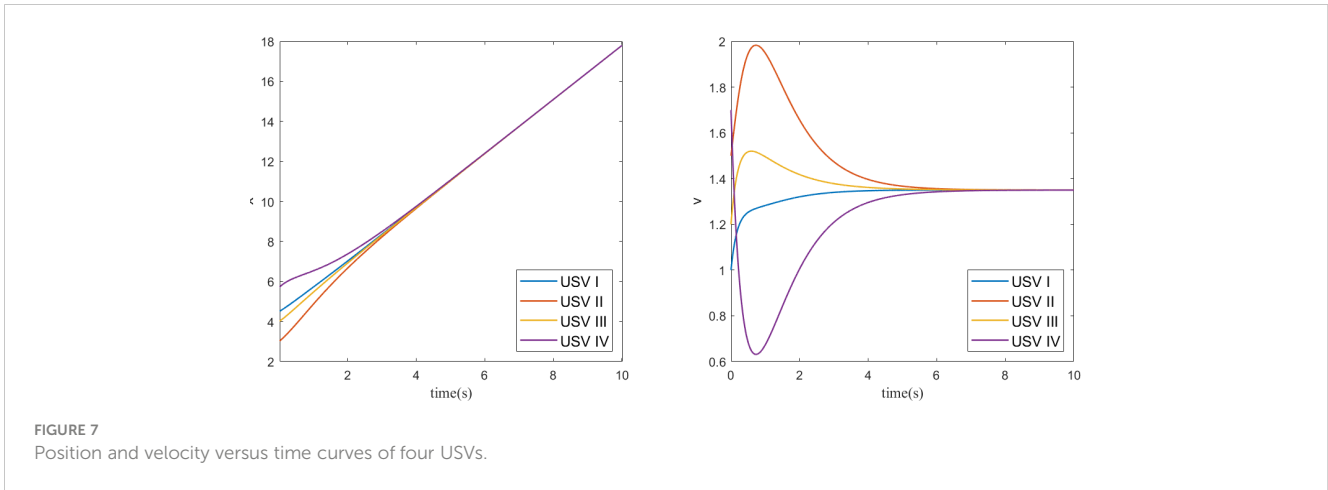 18
16
14
12
10
8
6
4
2
2
4
6
8
10
time(s)
USV I
USV II
USV III
USV IV
2
1.8
1.6
1.4
1.2
1
0.8
0.6
v
0
2
4
6
8
10
time(s)
USV I
USV II
USV III
USV IV
FIGURE 7
Position and velocity versus time curves of four USVs.